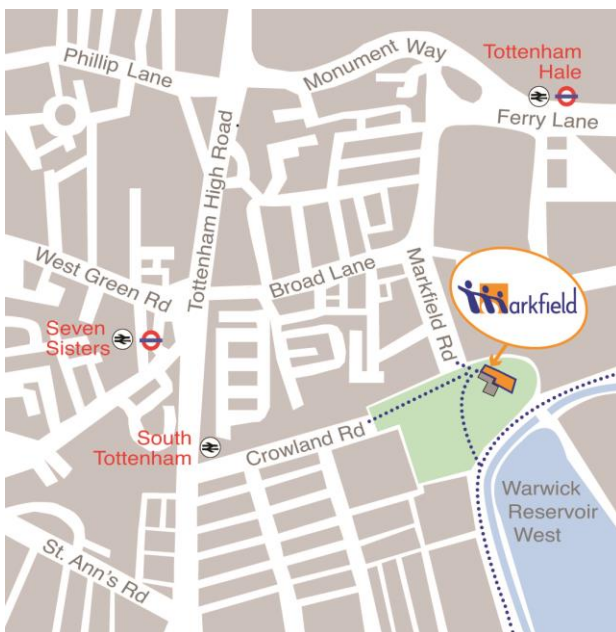 Phillip Lane
Monument Way
Tottenham
Hale
Ferry Lane
Tottenham High Road
West Green Rd
Broad Lane
Markfield Rd
markfield
Seven
Sisters
South
Tottenham
Crowland Rd
Warwick
Reservoir
West
St. Ann's Rd